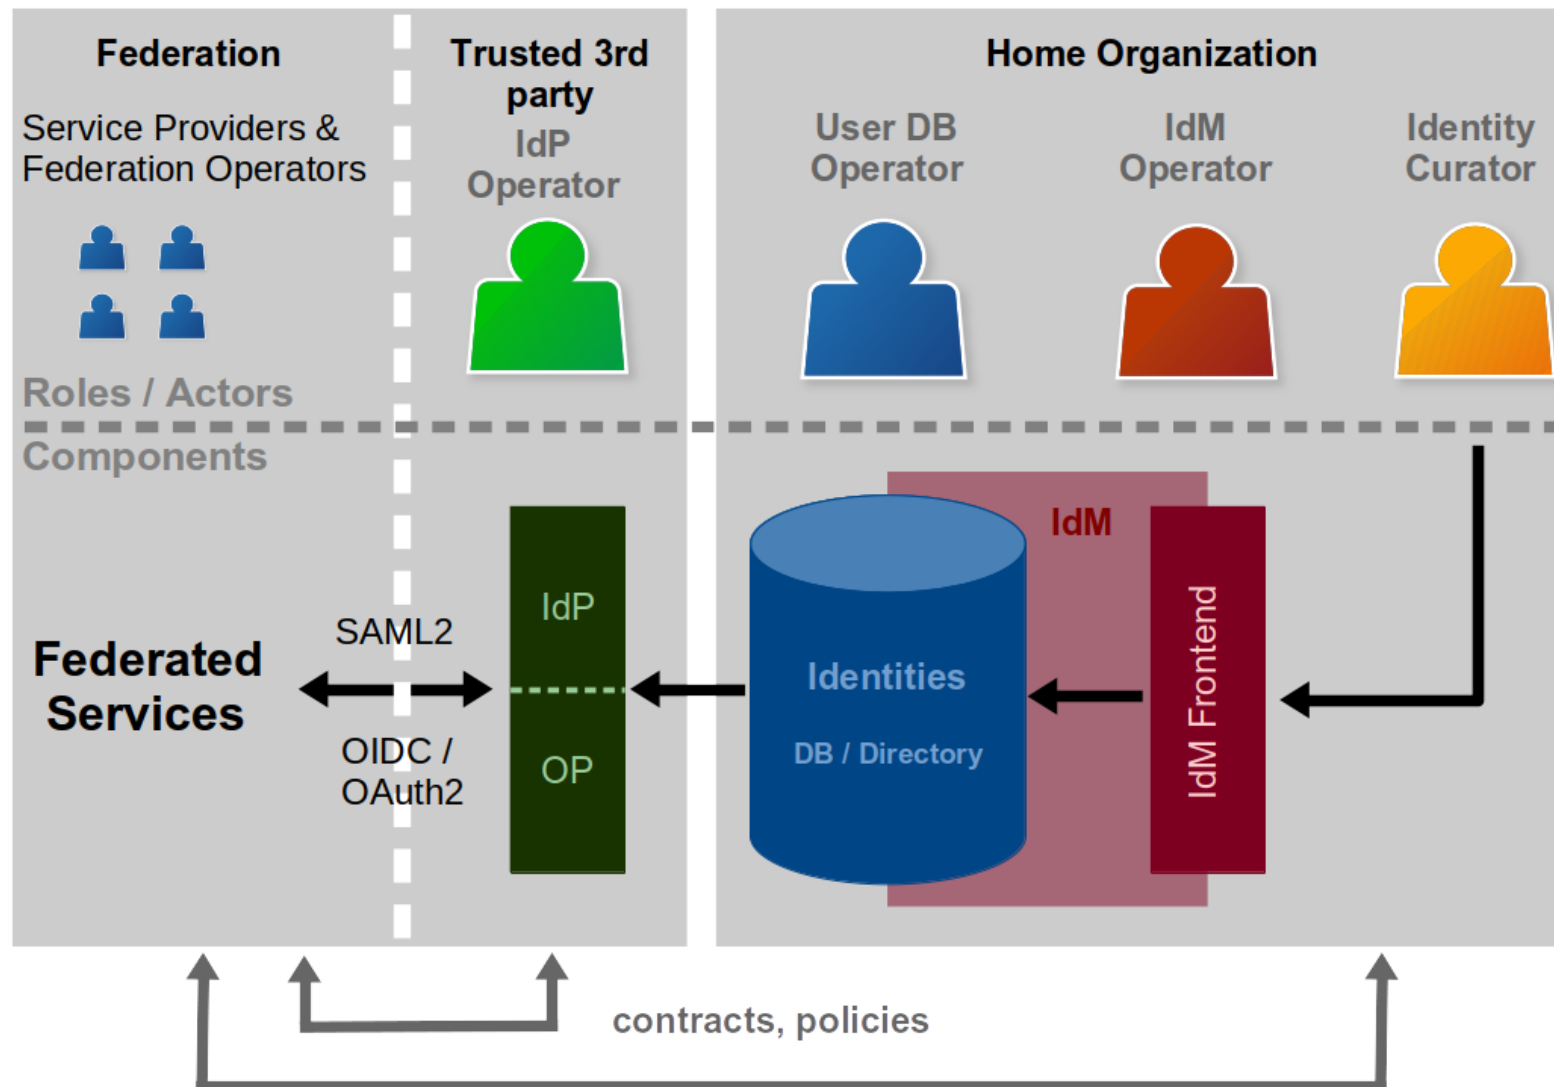 Federation
Service Providers &
Federation Operators
Trusted 3rd
party
IdP
Operator
Home Organization
User DB
Operator
IdM
Operator
Identity
Curator
Roles / Actors
Components
Federated
Services
SAML2
OIDC /
OAuth2
IdP
OP
Identities
DB / Directory
IdM
IdM Frontend
contracts, policies